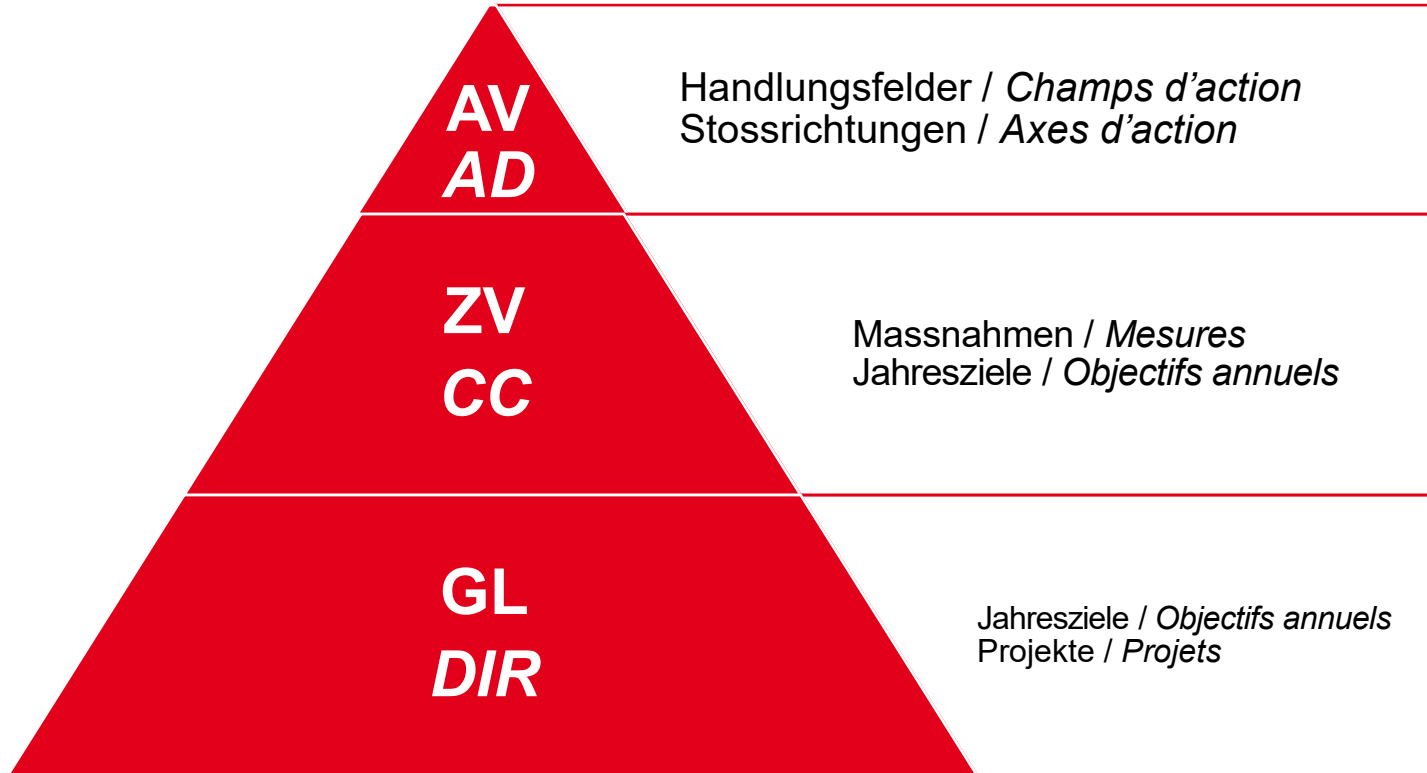 AV
AD
Handlungsfelder / Champs d’action
Stossrichtungen / Axes d’action
ZV
CC
Massnahmen / Mesures
Jahresziele / Objectifs annuels
GL
DIR
Jahresziele / Objectifs annuels
Projekte / Projets